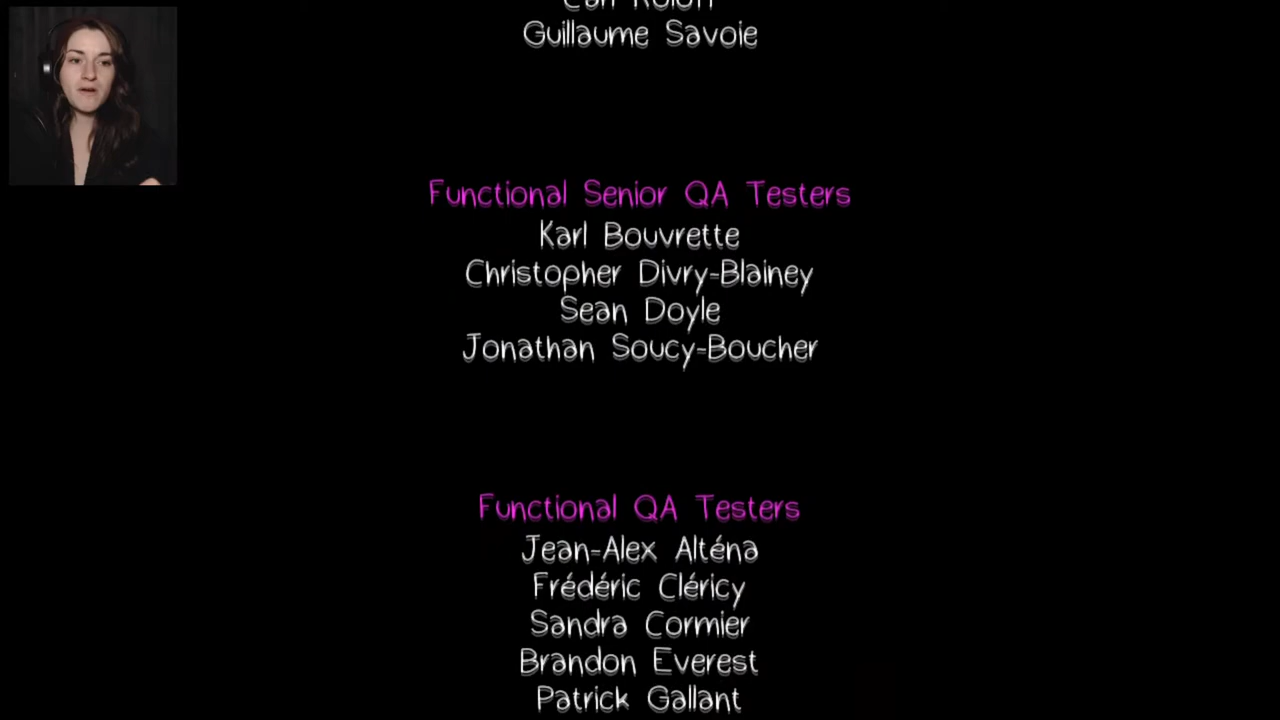 Guillaume Savoie
Functional Senior QA Testers
Karl Bouvrette
Christopher Divry-Blainey
Sean Doyle
Jonathan Soucy-Boucher
Functional QA Testers
Jean-Alex Alténa
Frédéric Cléricy
Sandra Cormier
Brandon Everest
Patrick Gallant